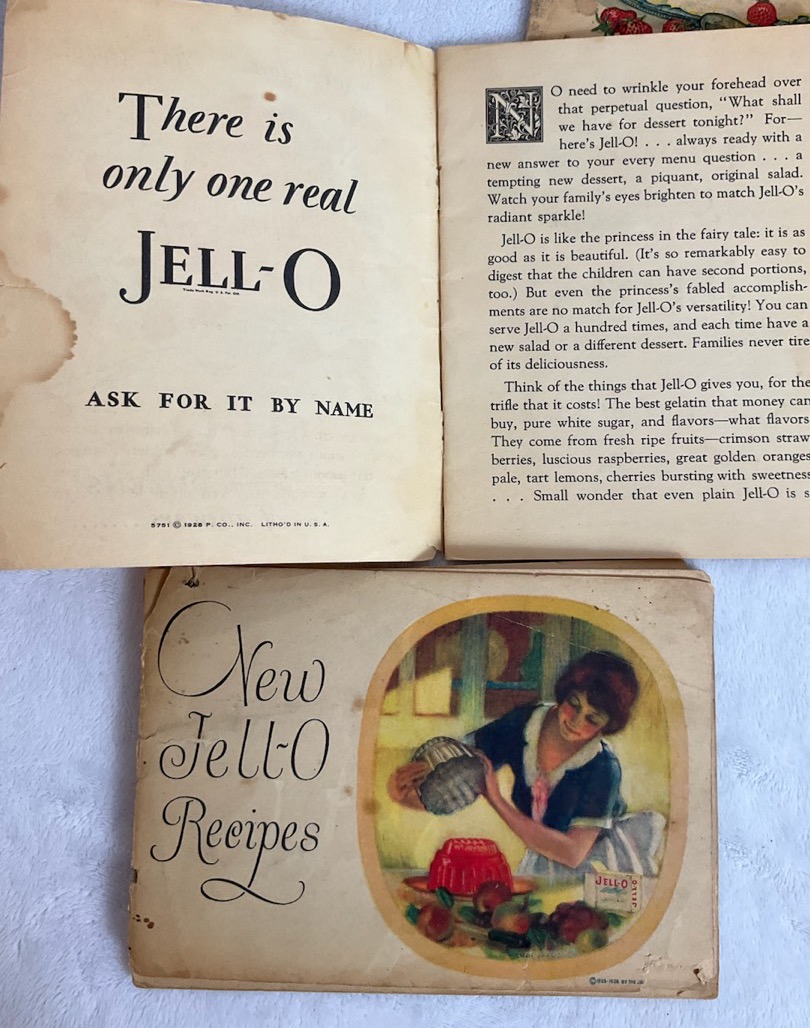 There is
only one real
JELL-O
Trade Mark Reg. U. S. Pat. Off.
ASK FOR IT BY NAME
5751 © 1928 P. CO., INC. LITHO'D IN U. S. A.
NO need to wrinkle your forehead over
that perpetual question, "What shall
we have for dessert tonight?" For—
here's Jell-O! . . . always ready with a
new answer to your every menu question . . . a
tempting new dessert, a piquant, original salad.
Watch your family's eyes brighten to match Jell-O's
radiant sparkle!
Jell-O is like the princess in the fairy tale: it is as
good as it is beautiful. (It's so remarkably easy to
digest that the children can have second portions,
too.) But even the princess's fabled accomplish-
ments are no match for Jell-O's versatility! You can
serve Jell-O a hundred times, and each time have a
new salad or a different dessert. Families never tire
of its deliciousness.
Think of the things that Jell-O gives you, for the
trifle that it costs! The best gelatin that money can
buy, pure white sugar, and flavors—what flavors
They come from fresh ripe fruits—crimson straw
berries, luscious raspberries, great golden oranges
pale, tart lemons, cherries bursting with sweetness
. . . Small wonder that even plain Jell-O is s
New
Jell-O
Recipes
JELL-O
JELL-O
BY THE